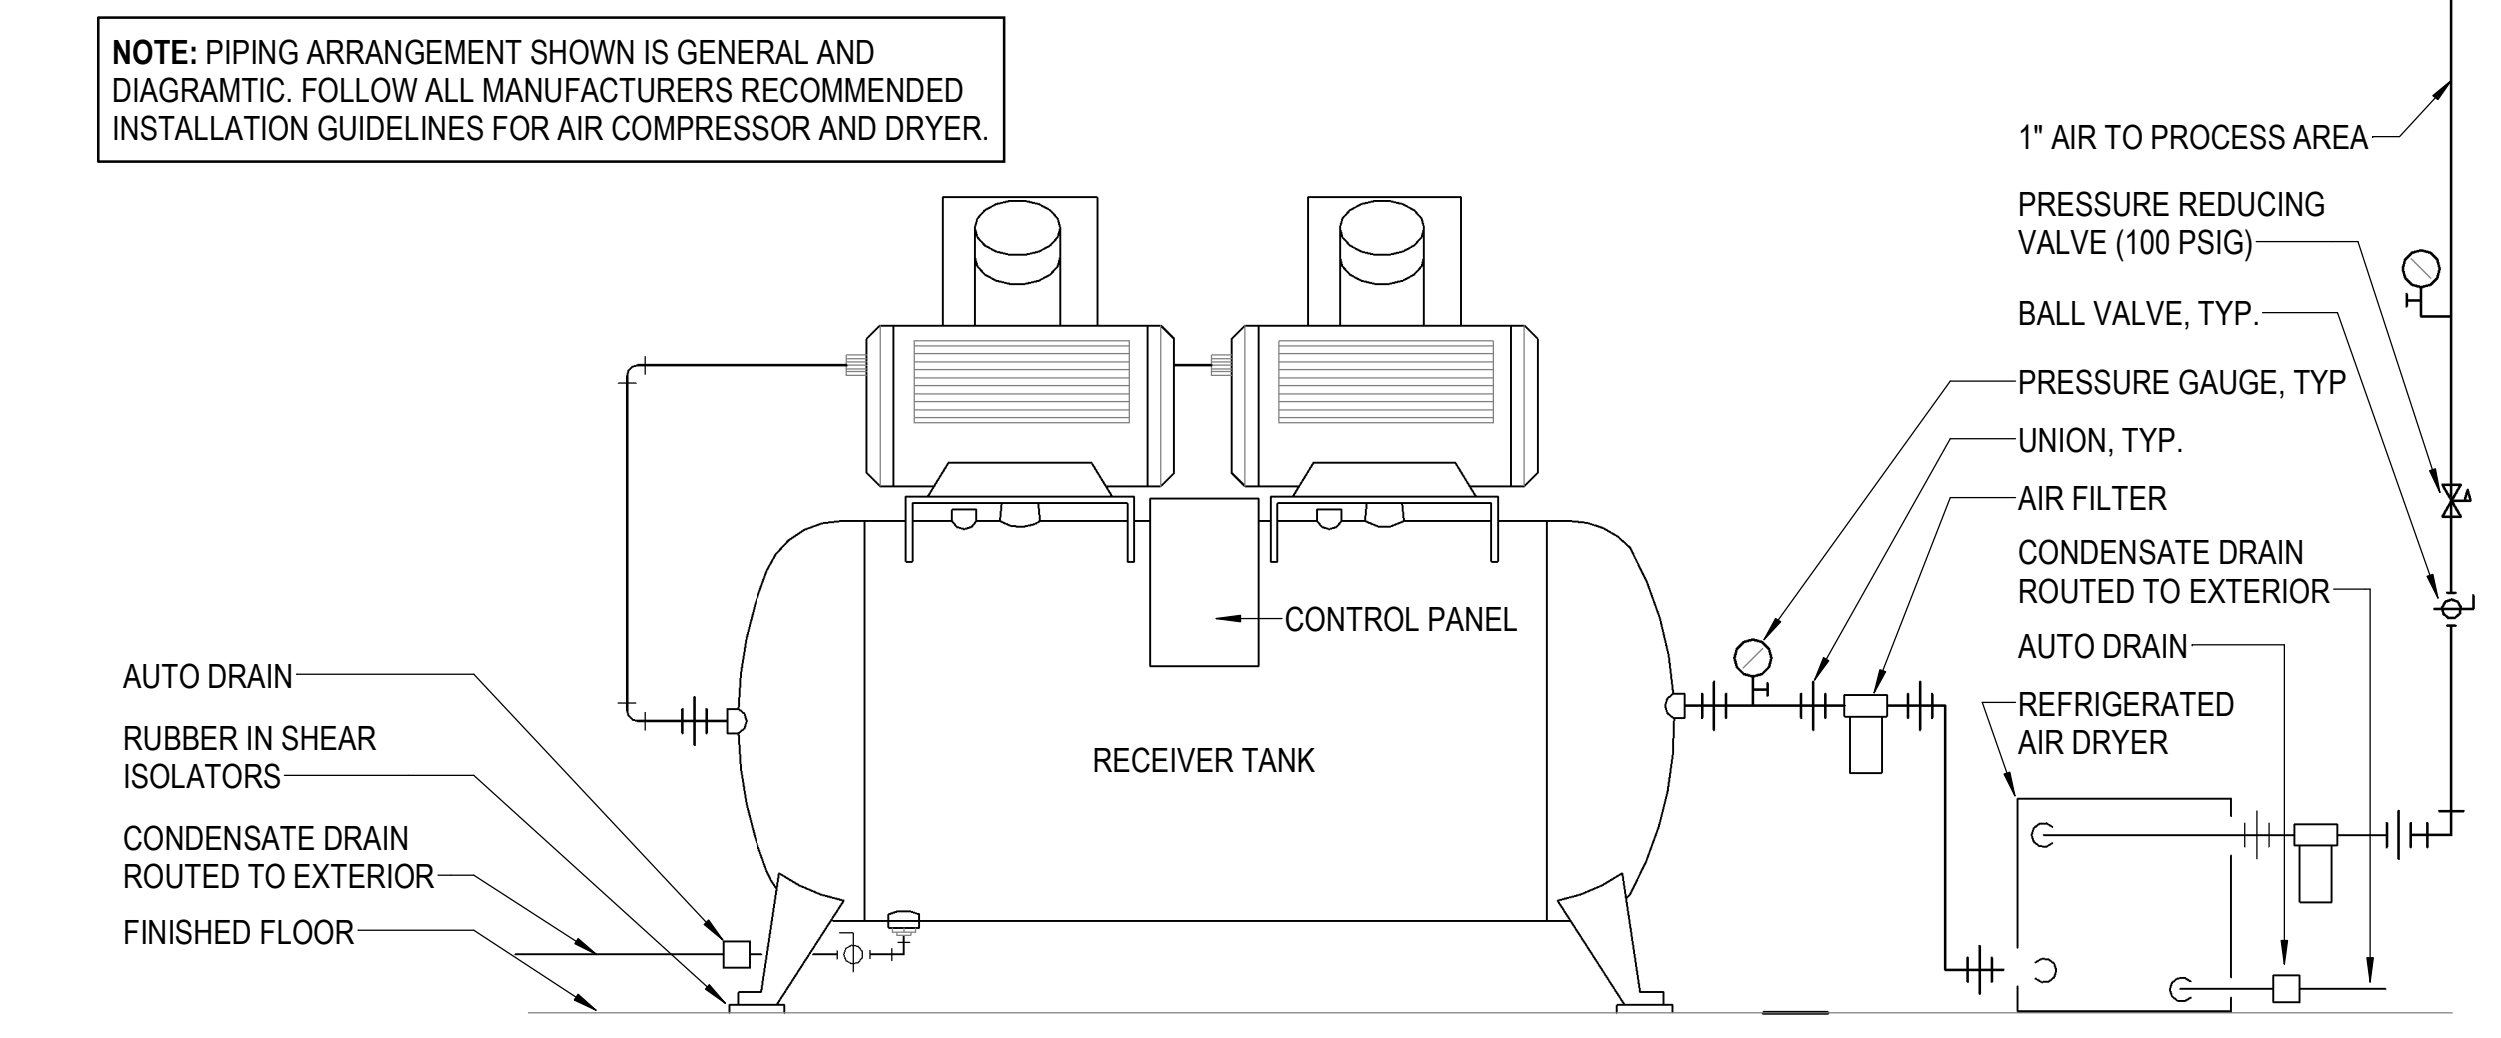 NOTE: PIPING ARRANGEMENT SHOWN IS GENERAL AND
DIAGRAMTIC. FOLLOW ALL MANUFACTURERS RECOMMENDED
INSTALLATION GUIDELINES FOR AIR COMPRESSOR AND DRYER.
1" AIR TO PROCESS AREA
PRESSURE REDUCING
VALVE (100 PSIG)
BALL VALVE, TYP.
PRESSURE GAUGE, TYP
UNION, TYP.
AIR FILTER
CONDENSATE DRAIN
ROUTED TO EXTERIOR
AUTO DRAIN
REFRIGERATED
AIR DRYER
CONTROL PANEL
RECEIVER TANK
AUTO DRAIN
RUBBER IN SHEAR
ISOLATORS
CONDENSATE DRAIN
ROUTED TO EXTERIOR
FINISHED FLOOR